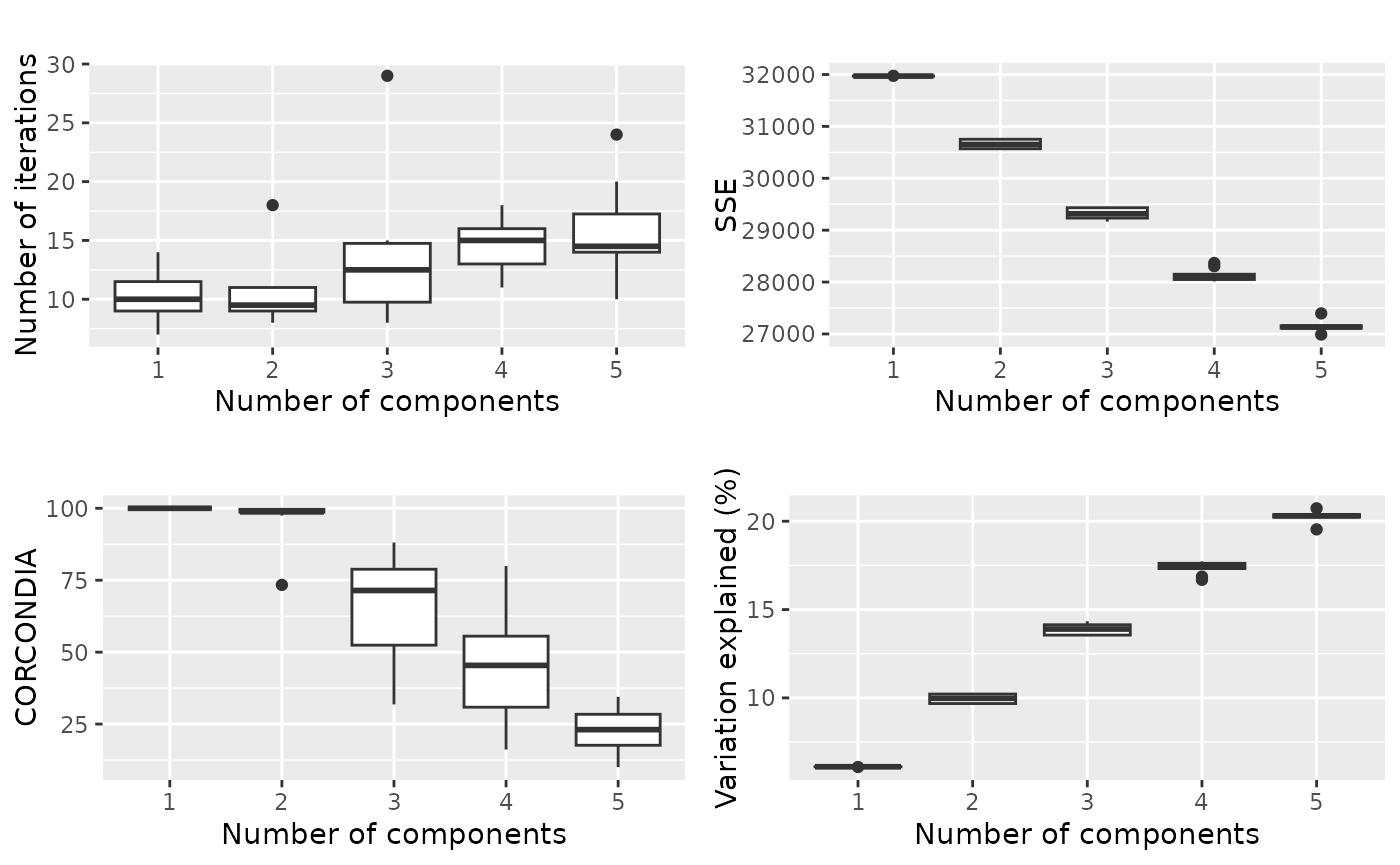 Number of iterations
30
25
20
15
10
1 2 3 4 5
Number of components
SSE
32000
31000
30000
29000
28000
27000
1 2 3 4 5
Number of components
CORCONDIA
100
75
50
25
1 2 3 4 5
Number of components
Variation explained (%)
20
15
10
1 2 3 4 5
Number of components